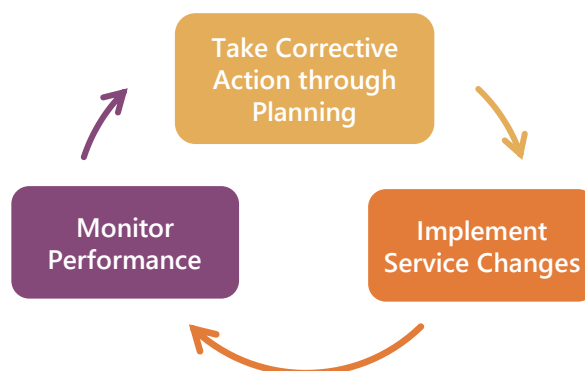 Take Corrective
Action through
Planning
Monitor
Performance
Implement
Service Changes